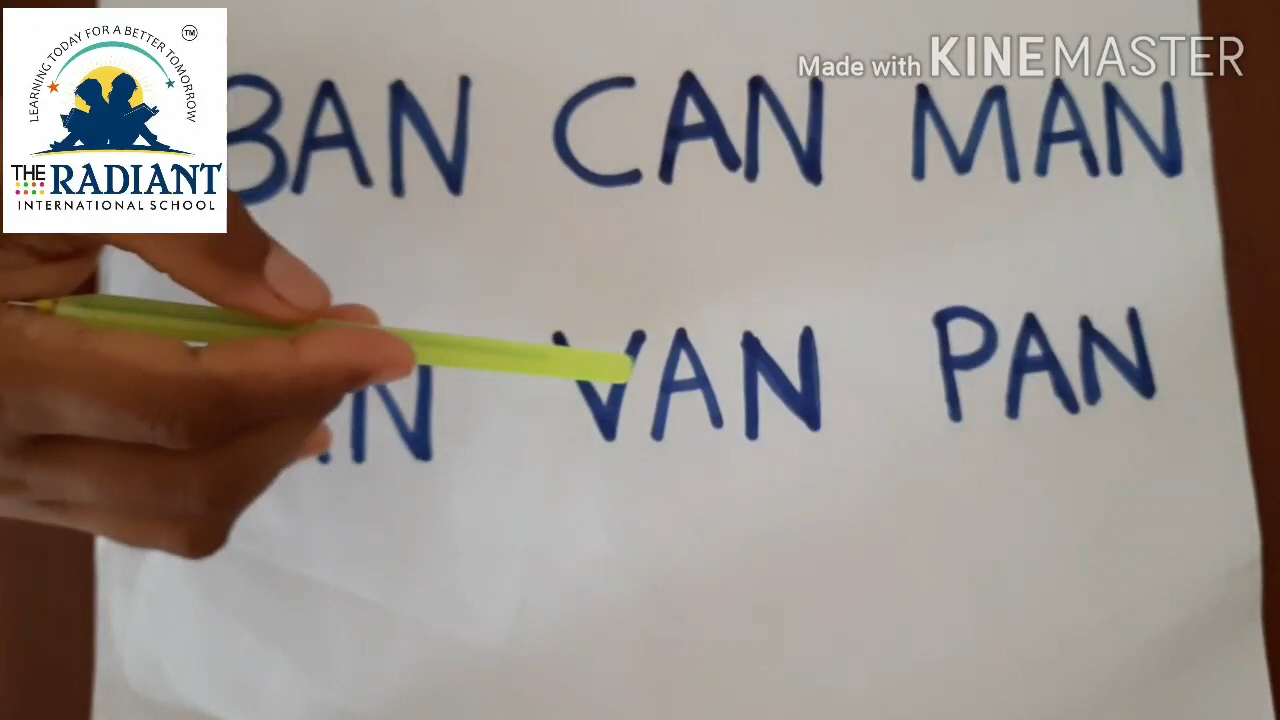 LEARNING TODAY FOR A BETTER TOMORROW
TM
THE RADIANT
INTERNATIONAL SCHOOL
Made with KINEMASTER
BAN CAN MAN
VAN PAN